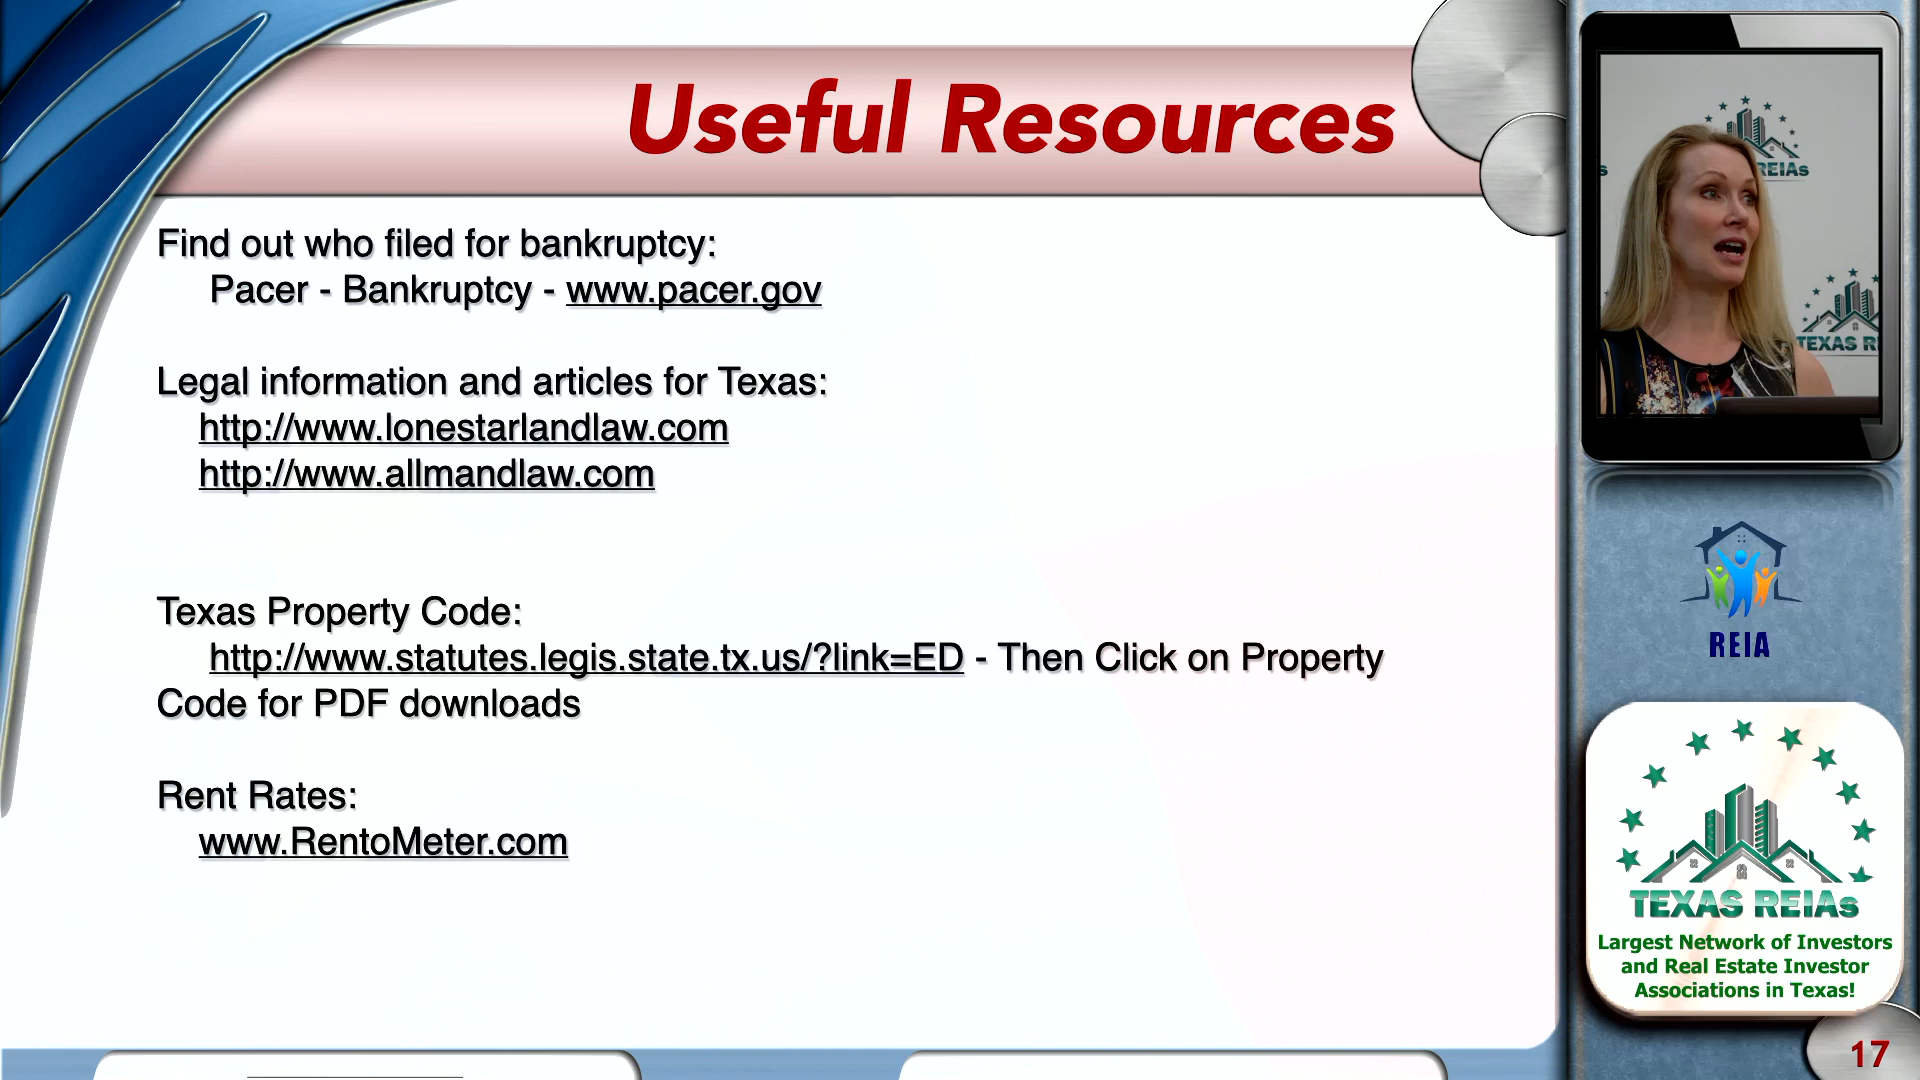 Useful Resources
Find out who filed for bankruptcy:
Pacer - Bankruptcy - www.pacer.gov
Legal information and articles for Texas:
http://www.lonestarlandlaw.com
http://www.allmandlaw.com
Texas Property Code:
http://www.statutes.legis.state.tx.us/?link=ED - Then Click on Property
Code for PDF downloads
Rent Rates:
www.RentoMeter.com
REIAs
TEXAS
REIA
TEXAS REIAs
Largest Network of Investors
and Real Estate Investor
Associations in Texas!
17